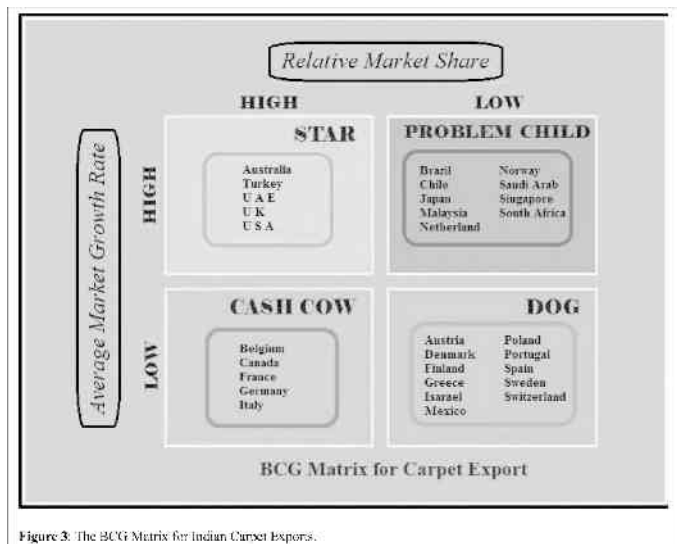 Relative Market Share
HIGH
LOW
Average Market Growth Rate
HIGH
STAR
Australia
Turkey
U A E
U K
U S A
PROBLEM CHILD
Brazil
Chile
Japan
Malaysia
Netherland
Norway
Saudi Arab
Singapore
South Africa
LOW
CASH COW
Belgium
Canada
France
Germany
Italy
DOG
Austria
Denmark
Finland
Greece
Isarael
Mexico
Poland
Portugal
Spain
Sweden
Switzerland
BCG Matrix for Carpet Export
Figure 3: The BCG Matrix for Indian Carpet Exports.